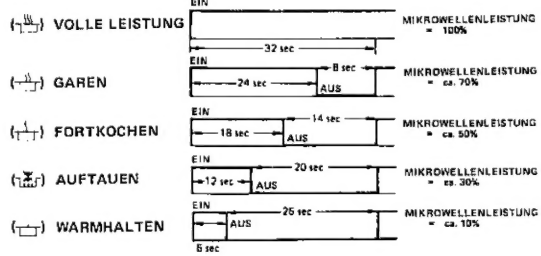 EIN
VOLLE LEISTUNG
MIKROWELLENLEISTUNG
= 100%
32 sec
EIN
8 sec
GAREN
24 sec
AUS
MIKROWELLENLEISTUNG
= ca. 70%
EIN
14 sec
FORTKOCHEN
18 sec
AUS
MIKROWELLENLEISTUNG
= ca. 50%
EIN
20 sec
AUFTAUEN
12 sec
AUS
MIKROWELLENLEISTUNG
= ca. 30%
EIN
26 sec
WARMHALTEN
AUS
MIKROWELLENLEISTUNG
= ca. 10%
6 sec